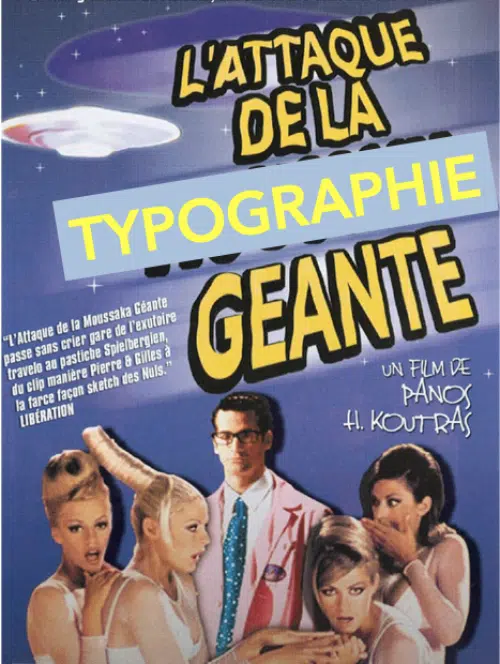 L'ATTAQUE
DE LA
TYPOGRAPHIE
GEANTE
"L'Attaque de la Moussaka Géante
passe sans crier gare de l'exutoire
travelo au pastiche Spielbergien,
du clip manière Pierre & Gilles à
la farce façon sketch des Nuls."
LIBÉRATION
UN FILM DE
PANOS
H. KOUTRAS